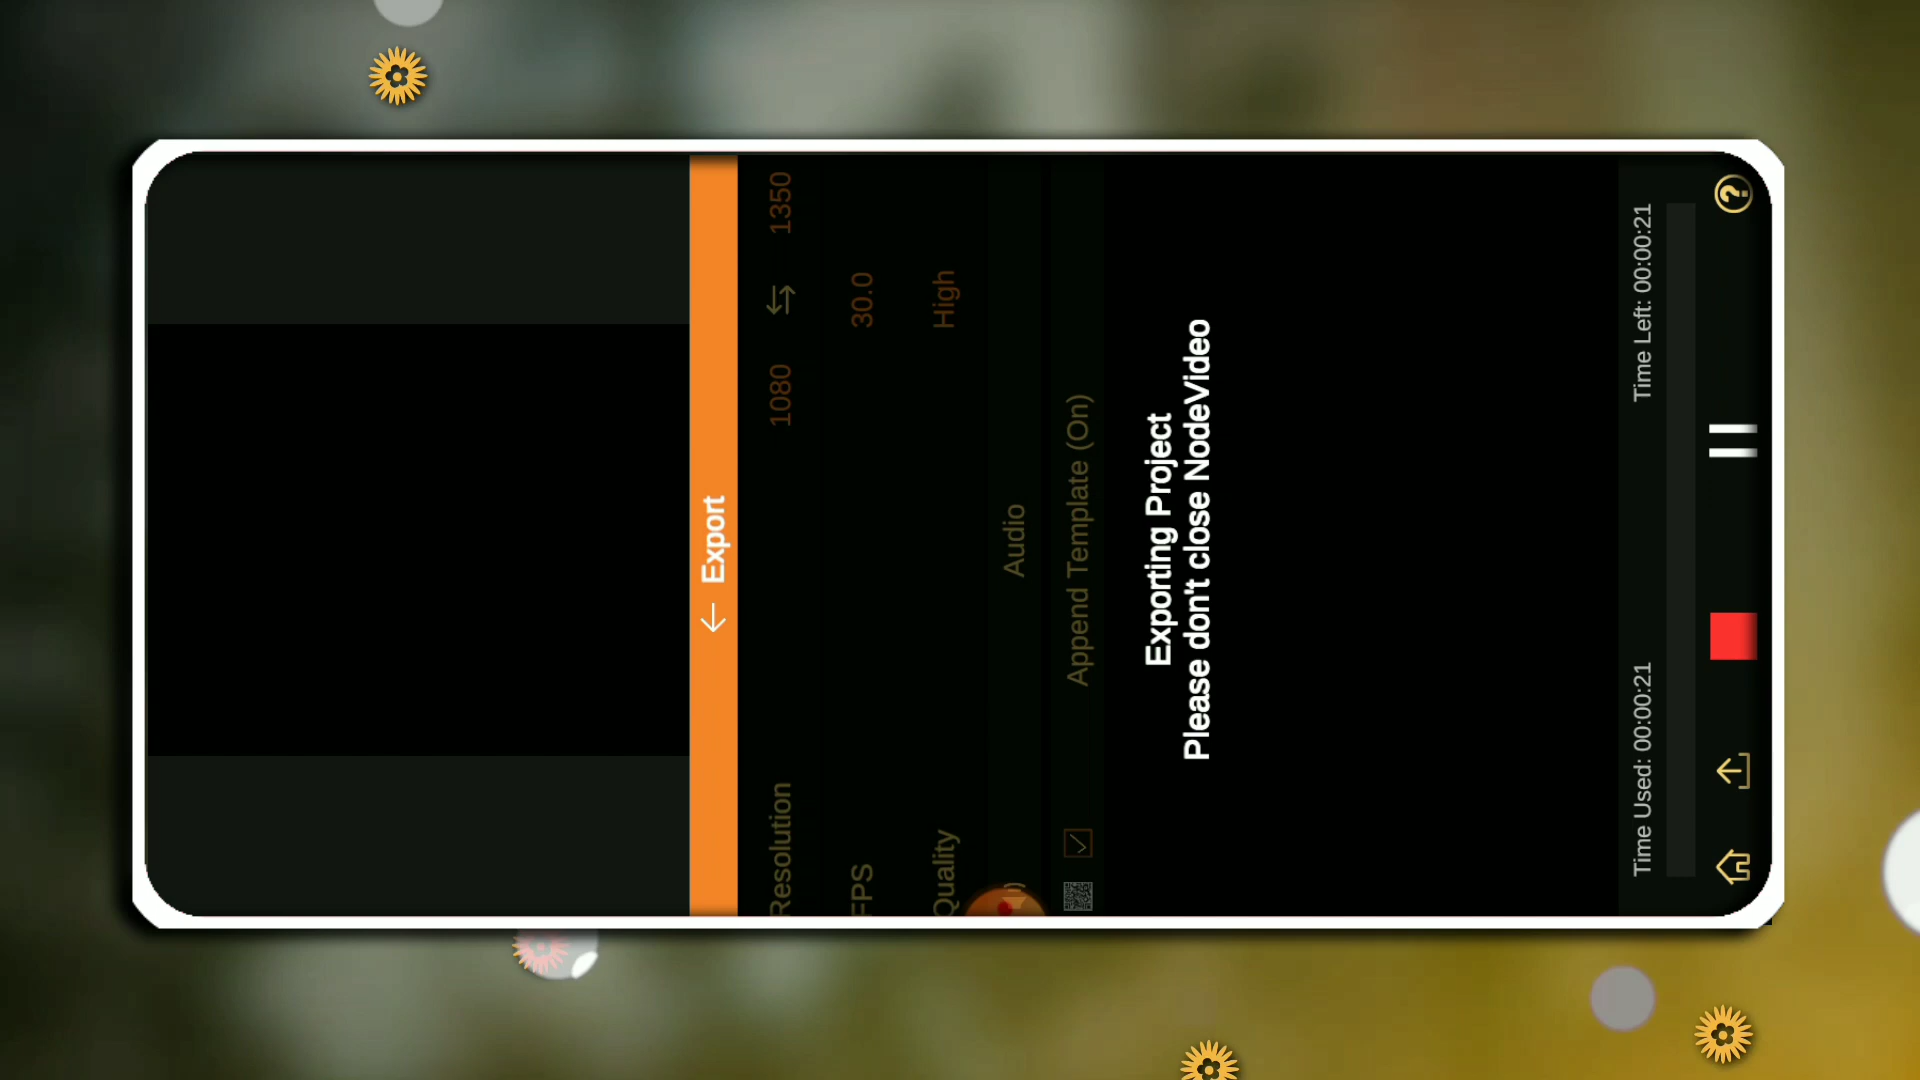 ← Export
Resolution 1080 ⇆ 1350
FPS 30.0
Quality High
Audio
Append Template (On)
Exporting Project
Please don't close NodeVideo
Time Used: 00:00:21 Time Left: 00:00:21